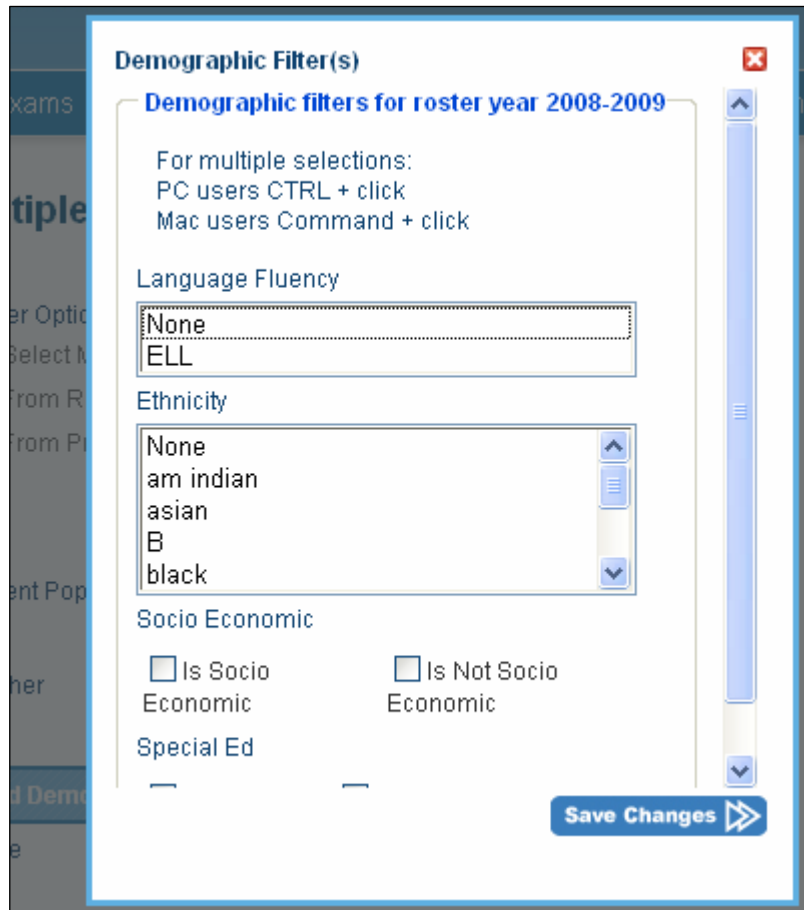 Demographic Filter(s)
Demographic filters for roster year 2008-2009
For multiple selections:
PC users CTRL + click
Mac users Command + click
Language Fluency
None
ELL
Ethnicity
None
am indian
asian
B
black
Socio Economic
Is Socio Economic
Is Not Socio Economic
Special Ed
Save Changes
xams
tiple
er Optio
Select M
From R
From Pr
ent Pop
her
d Demo
e